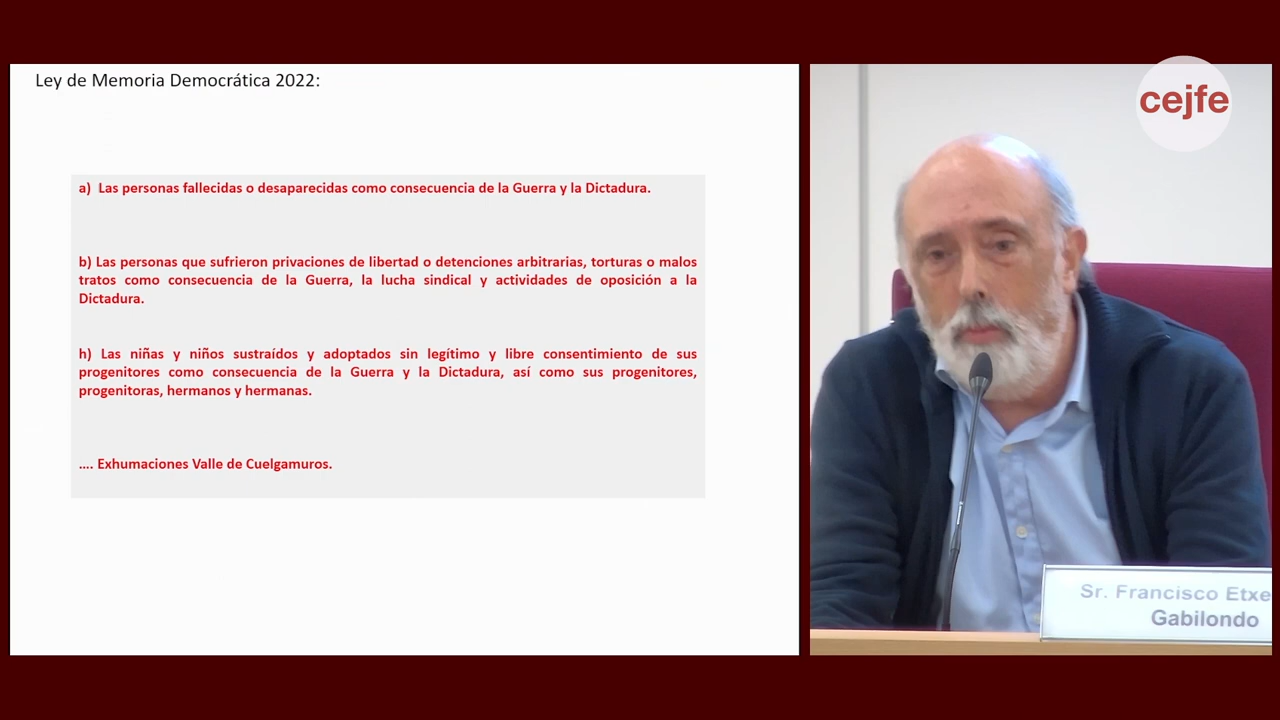 Ley de Memoria Democrática 2022:
a) Las personas fallecidas o desaparecidas como consecuencia de la Guerra y la Dictadura.
b) Las personas que sufrieron privaciones de libertad o detenciones arbitrarias, torturas o malos
tratos como consecuencia de la Guerra, la lucha sindical y actividades de oposición a la
Dictadura.
h) Las niñas y niños sustraídos y adoptados sin legítimo y libre consentimiento de sus
progenitores como consecuencia de la Guerra y la Dictadura, así como sus progenitores,
progenitoras, hermanos y hermanas.
.... Exhumaciones Valle de Cuelgamuros.
cejfe
Sr. Francisco Etxe
Gabilondo